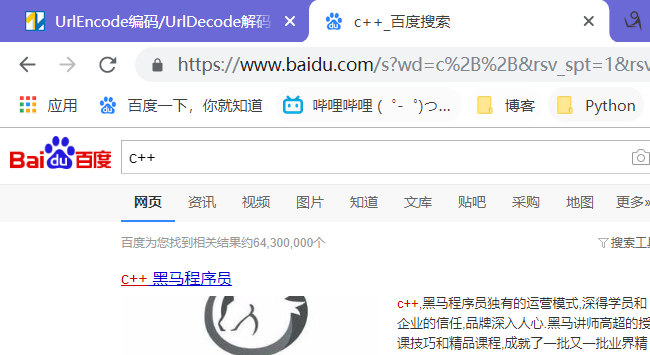 UrlEncode编码/UrlDecode解码
c++_百度搜索
https://www.baidu.com/s?wd=c%2B%2B&rsv_spt=1&rsv
应用 百度一下，你就知道 哔哩哔哩 (゜-゜)つ... 博客 Python
Bai du 百度 c++
网页 资讯 视频 图片 知道 文库 贴吧 采购 地图 更多»
百度为您找到相关结果约64,300,000个 搜索工具
c++ 黑马程序员
c++,黑马程序员独有的运营模式,深得学员和
企业的信任,品牌深入人心.黑马讲师高超的授
课技巧和精品课程,成就了一批又一批业界精